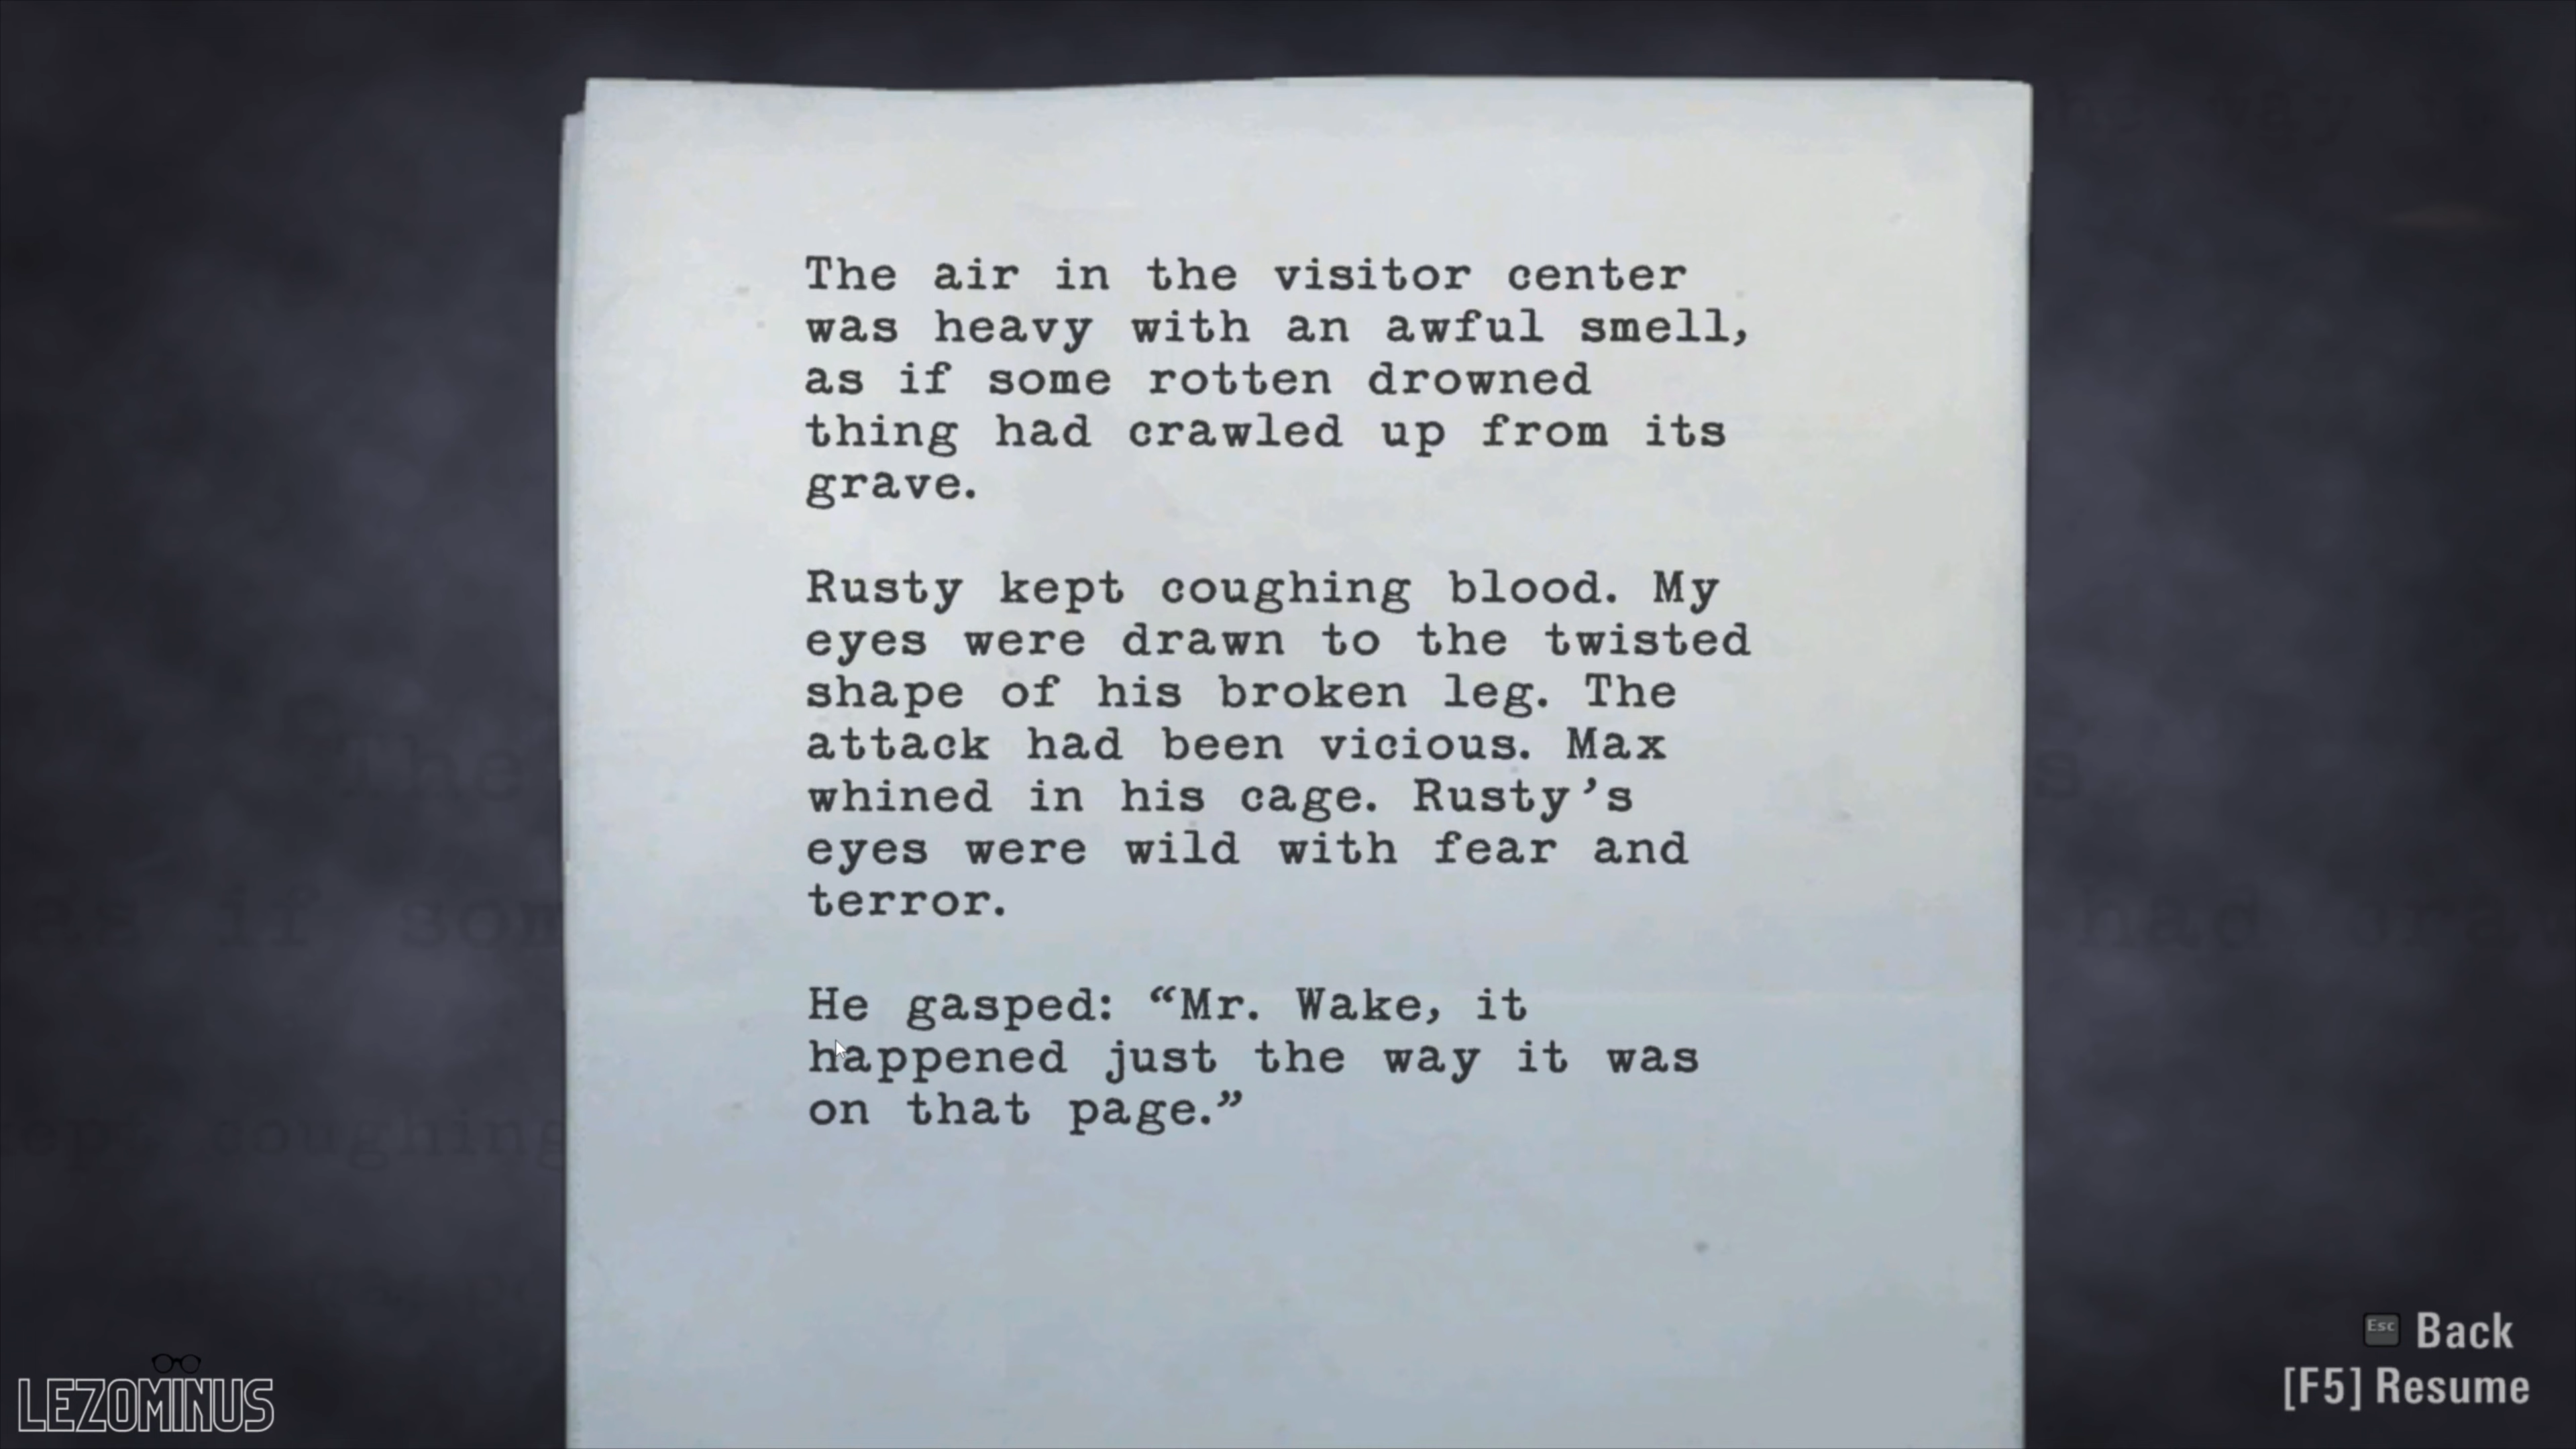 The air in the visitor center
was heavy with an awful smell,
as if some rotten drowned
thing had crawled up from its
grave.
Rusty kept coughing blood. My
eyes were drawn to the twisted
shape of his broken leg. The
attack had been vicious. Max
whined in his cage. Rusty’s
eyes were wild with fear and
terror.
He gasped: “Mr. Wake, it
happened just the way it was
on that page.”
Esc Back
[F5] Resume
LEZOMINUS